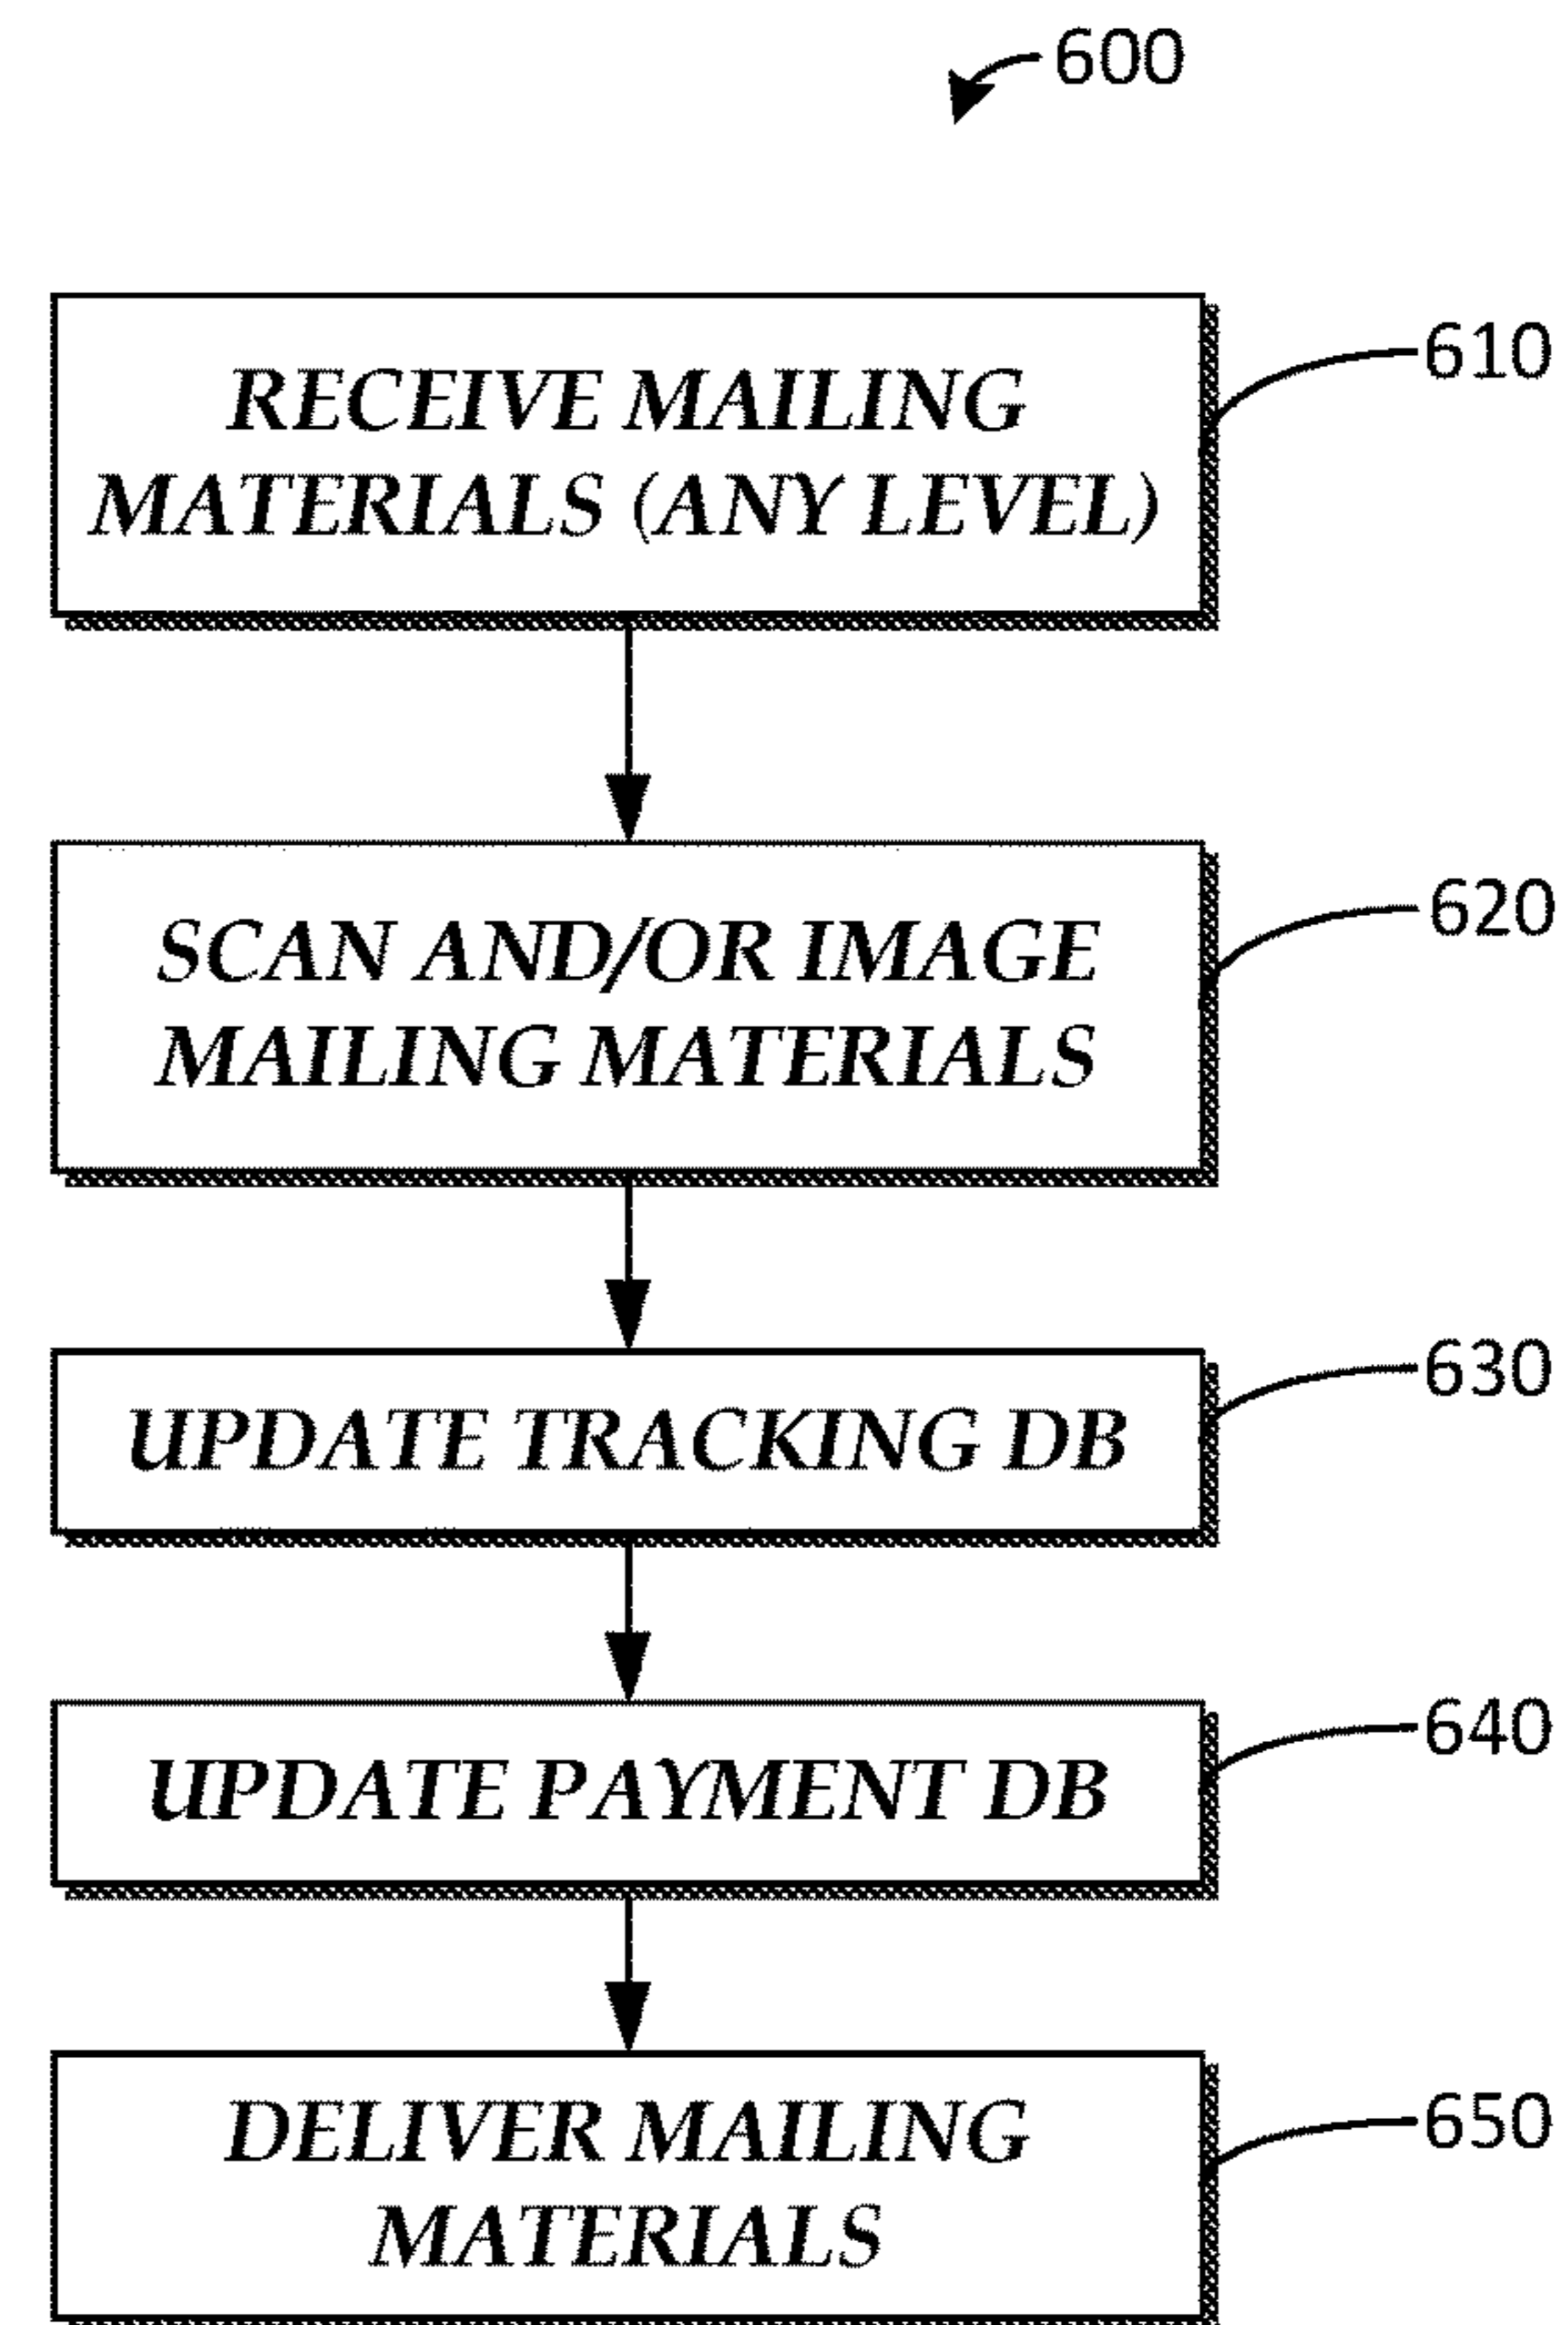 600
RECEIVE MAILING
MATERIALS (ANY LEVEL)
610
SCAN AND/OR IMAGE
MAILING MATERIALS
620
UPDATE TRACKING DB
630
UPDATE PAYMENT DB
640
DELIVER MAILING
MATERIALS
650